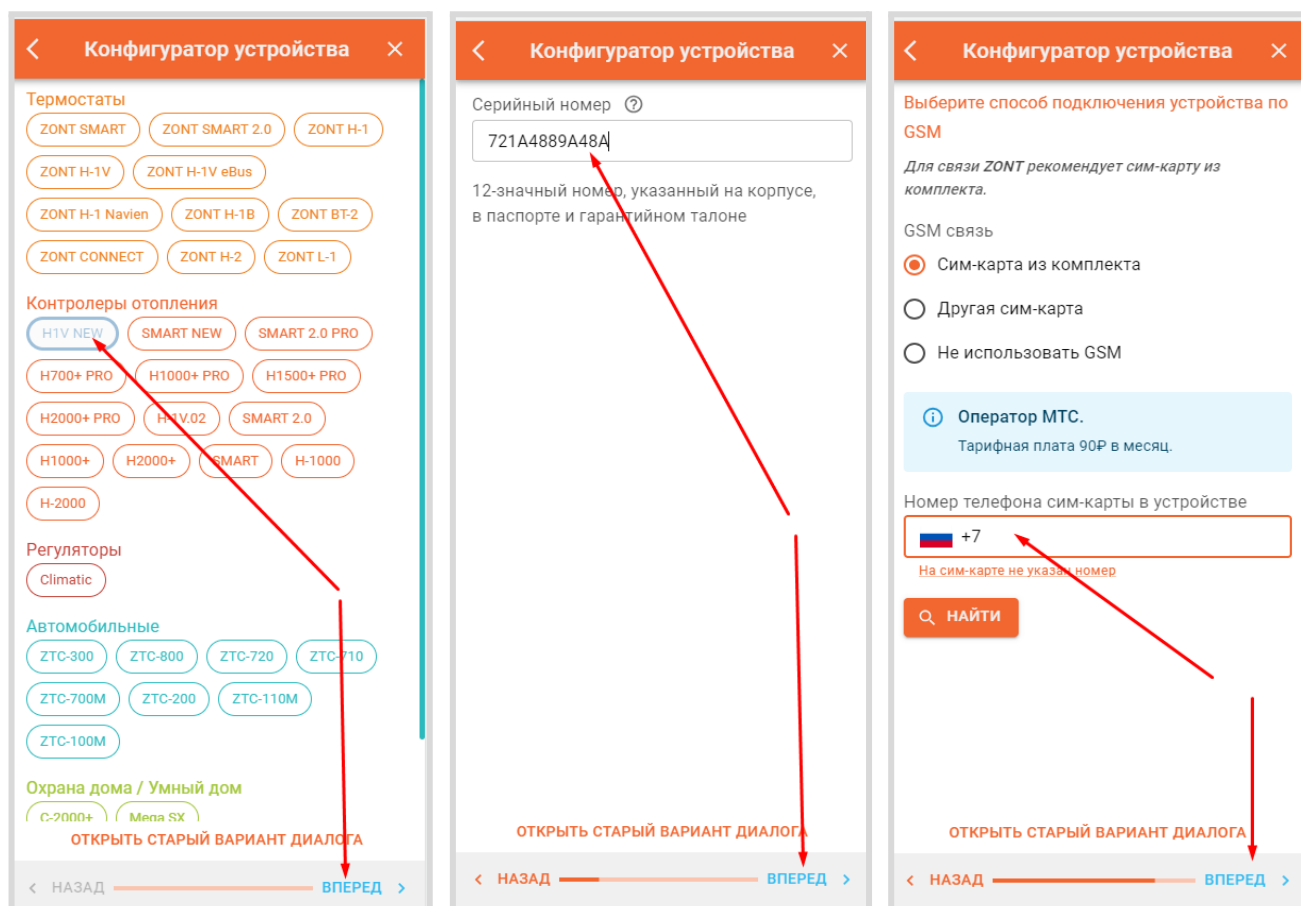 Конфигуратор устройства
Термостаты
ZONT SMART
ZONT SMART 2.0
ZONT H-1
ZONT H-1V
ZONT H-1V eBus
ZONT H-1 Navien
ZONT H-1B
ZONT BT-2
ZONT CONNECT
ZONT H-2
ZONT L-1
Контролеры отопления
H1V NEW
SMART NEW
SMART 2.0 PRO
H700+ PRO
H1000+ PRO
H1500+ PRO
H2000+ PRO
H-1V.02
SMART 2.0
H1000+
H2000+
SMART
H-1000
H-2000
Регуляторы
Climatic
Автомобильные
ZTC-300
ZTC-800
ZTC-720
ZTC-710
ZTC-700M
ZTC-200
ZTC-110M
ZTC-100M
Охрана дома / Умный дом
C-2000+
Mega SX
ОТКРЫТЬ СТАРЫЙ ВАРИАНТ ДИАЛОГА
НАЗАД
ВПЕРЕД
Конфигуратор устройства
Серийный номер
721A4889A48A
12-значный номер, указанный на корпусе,
в паспорте и гарантийном талоне
ОТКРЫТЬ СТАРЫЙ ВАРИАНТ ДИАЛОГА
НАЗАД
ВПЕРЕД
Конфигуратор устройства
Выберите способ подключения устройства по
GSM
Для связи ZONT рекомендует сим-карту из
комплекта.
GSM связь
Сим-карта из комплекта
Другая сим-карта
Не использовать GSM
Оператор МТС.
Тарифная плата 90₽ в месяц.
Номер телефона сим-карты в устройстве
+7
На сим-карте не указан номер
НАЙТИ
ОТКРЫТЬ СТАРЫЙ ВАРИАНТ ДИАЛОГА
НАЗАД
ВПЕРЕД